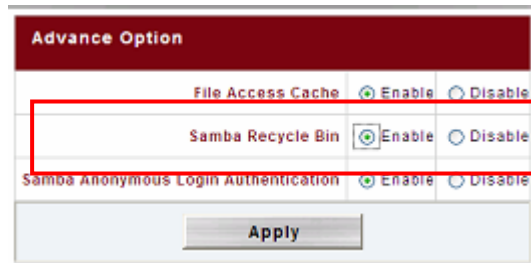 Advance Option
File Access Cache Enable Disable
Samba Recycle Bin Enable Disable
Samba Anonymous Login Authentication Enable Disable
Apply